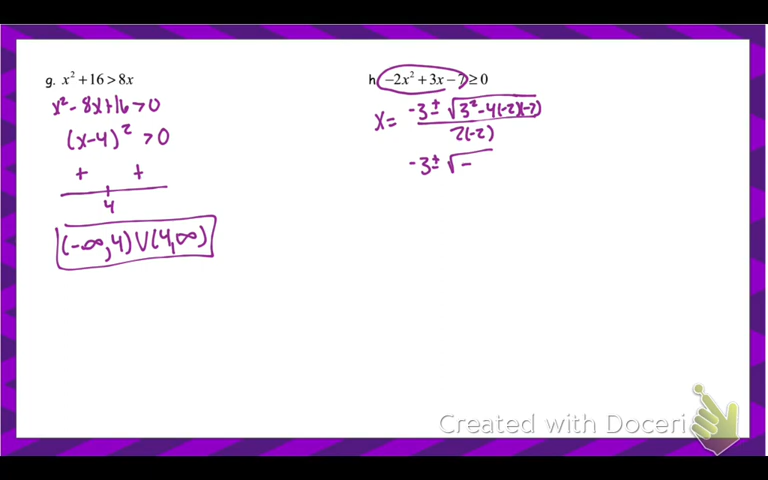 g. x² + 16 > 8x
x² - 8x + 16 > 0
(x-4)² > 0
+ +
4
(-∞, 4) ∪ (4, ∞)
h. -2x² + 3x - 7 ≥ 0
x = (-3 ± √(3² - 4(-2)(-7))) / 2(-2)
-3 ± √-
Created with Doceri